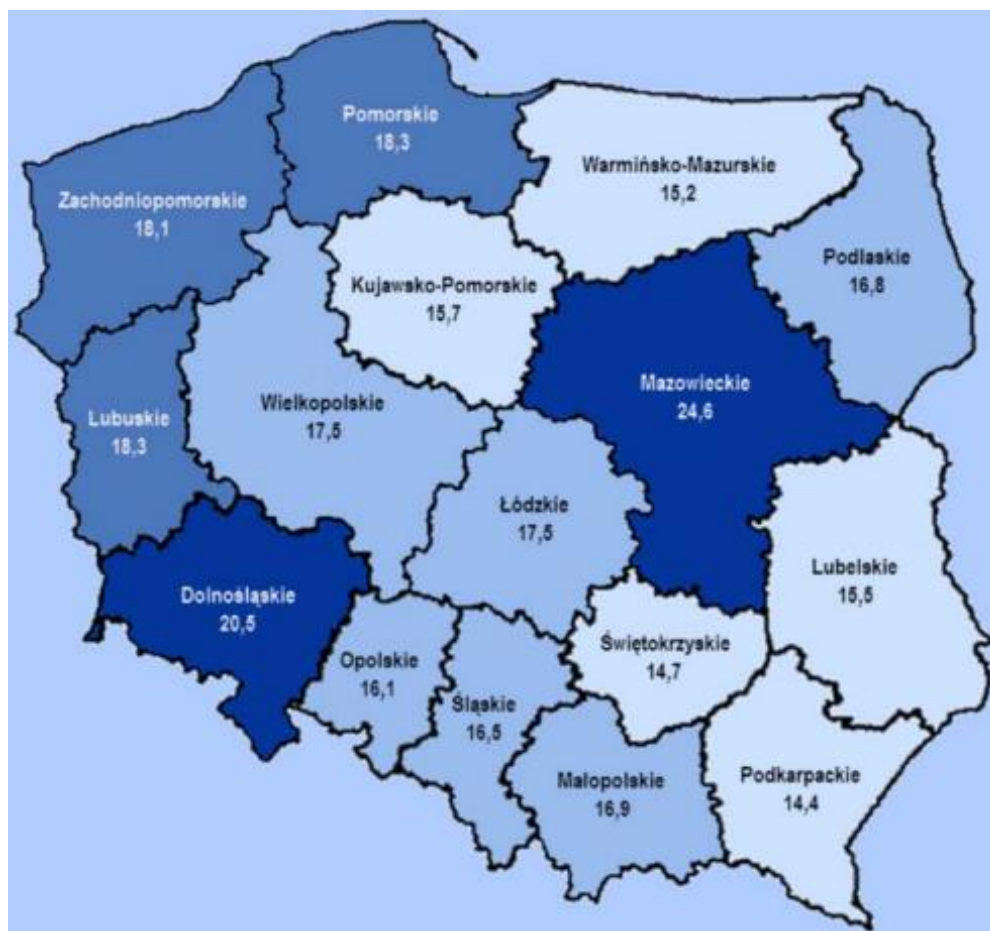 Pomorskie
18,3
Warmińsko-Mazurskie
15,2
Zachodniopomorskie
18,1
Podlaskie
16,8
Kujawsko-Pomorskie
15,7
Mazowieckie
24,6
Wielkopolskie
17,5
Lubuskie
18,3
Łódzkie
17,5
Lubelskie
15,5
Dolnośląskie
20,5
Świętokrzyskie
14,7
Opolskie
16,1
Śląskie
16,5
Małopolskie
16,9
Podkarpackie
14,4